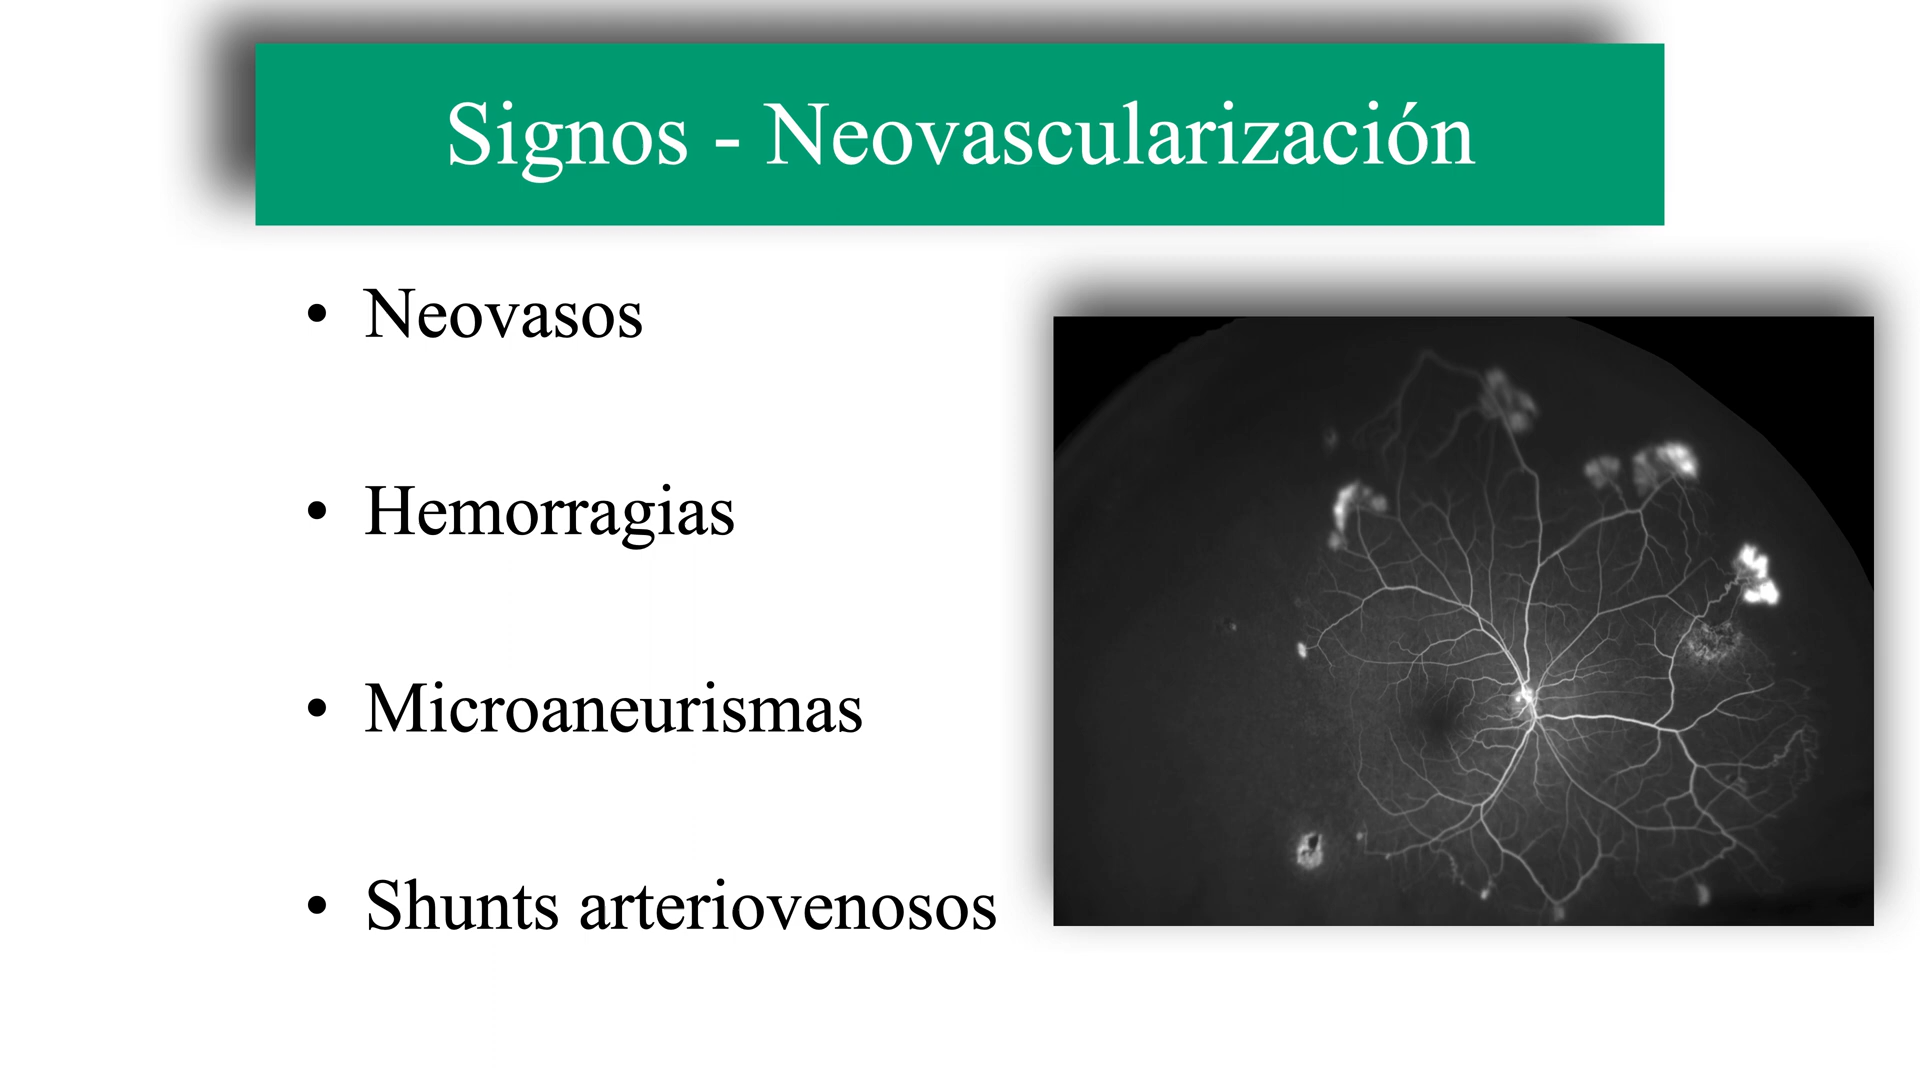 Signos - Neovascularización
• Neovasos
• Hemorragias
• Microaneurismas
• Shunts arteriovenosos